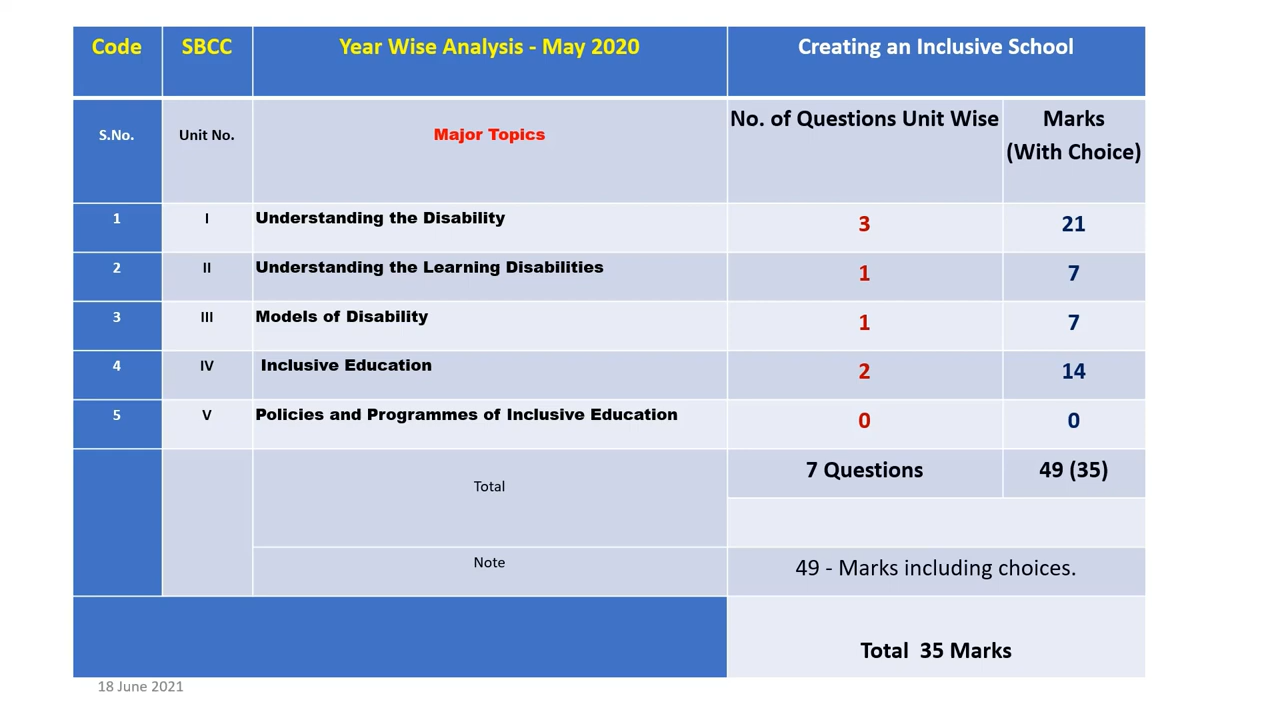 Code SBCC Year Wise Analysis - May 2020 Creating an Inclusive School
S.No. Unit No. Major Topics No. of Questions Unit Wise Marks
(With Choice)
1 I Understanding the Disability 3 21
2 II Understanding the Learning Disabilities 1 7
3 III Models of Disability 1 7
4 IV Inclusive Education 2 14
5 V Policies and Programmes of Inclusive Education 0 0
Total 7 Questions 49 (35)
Note 49 - Marks including choices.
Total 35 Marks
18 June 2021